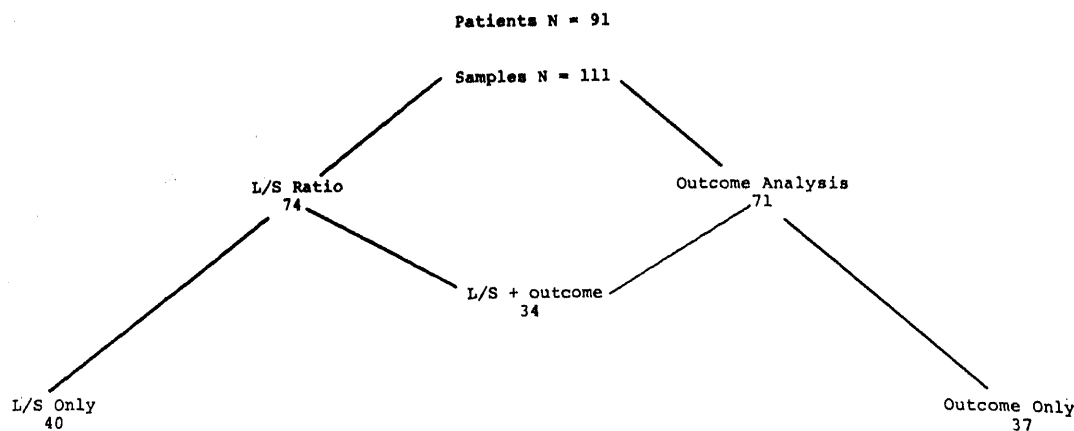 Patients N = 91
Samples N = 111
L/S Ratio
74
Outcome Analysis
71
L/S + outcome
34
L/S Only
40
Outcome Only
37